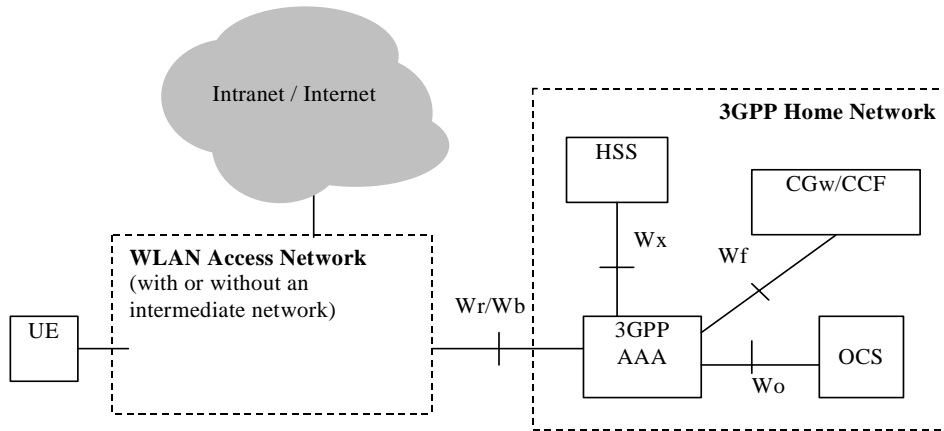 Intranet / Internet
3GPP Home Network
HSS
CGw/CCF
Wx
Wf
WLAN Access Network
(with or without an
intermediate network)
Wr/Wb
UE
3GPP
AAA
OCS
Wo